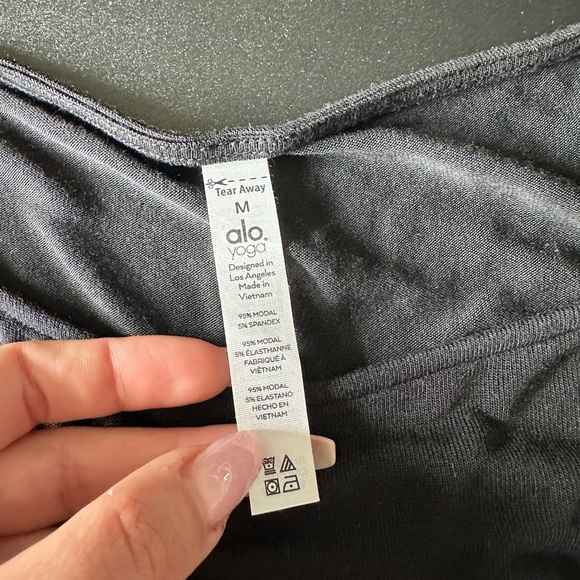 Tear Away
M
alo.
yoga
Designed in
Los Angeles
Made in
Vietnam
95% MODAL
5% SPANDEX
95% MODAL
5% ÉLASTHANNE
FABRIQUÉ À
VIÊTNAM
95% MODAL
5% ELASTANO
HECHO EN
VIETNAM